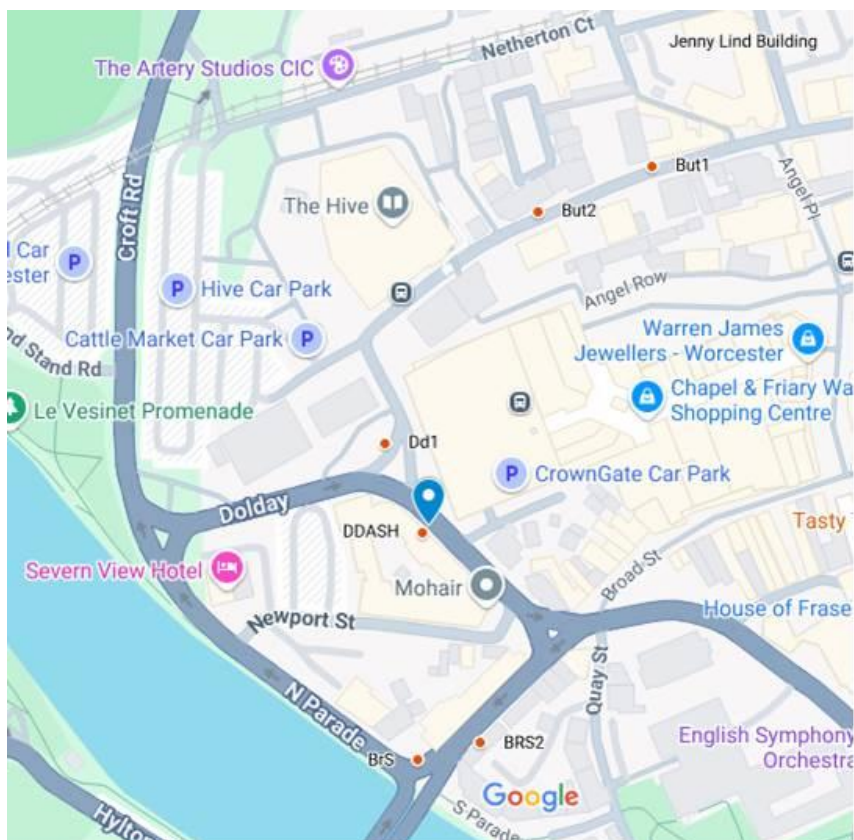 Netherton Ct
Jenny Lind Building
The Artery Studios CIC
But1
Angel Pl
The Hive
But2
Croft Rd
l Car
ester
P
P
Hive Car Park
Angel Row
Cattle Market Car Park
P
Warren James
Jewellers - Worcester
nd Stand Rd
Chapel & Friary Wa
Shopping Centre
Le Vesinet Promenade
Dd1
P
CrownGate Car Park
Dolday
DDASH
Tasty
Severn View Hotel
Mohair
Broad St
House of Frase
Newport St
Quay St
N Parade
BRS2
English Symphony
Orchestra
BrS
Google
S Parade
Hylton